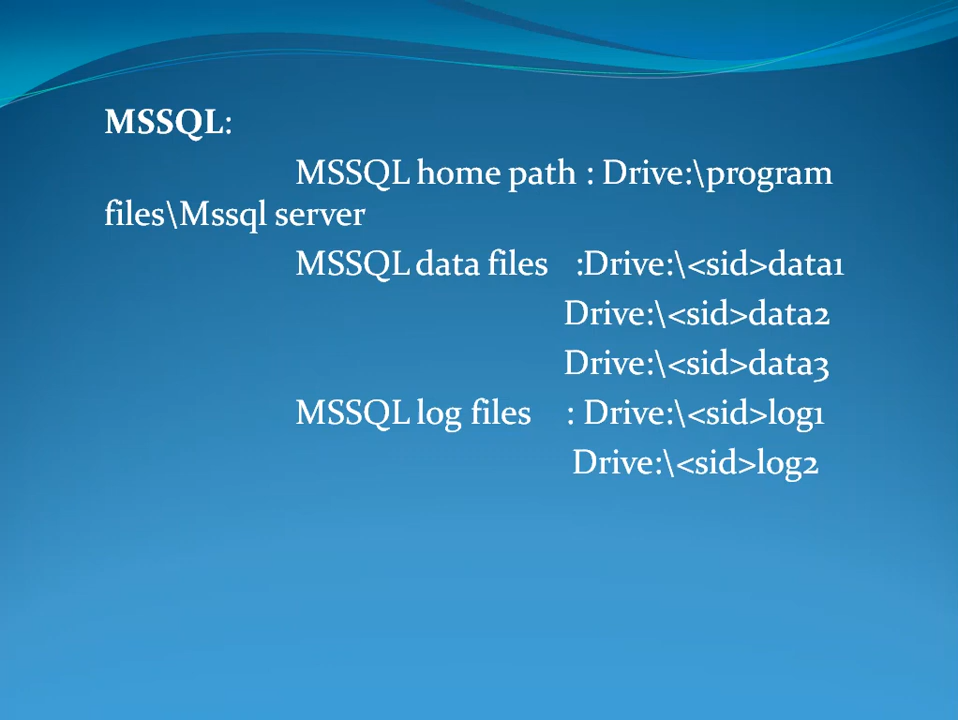 MSSQL:
MSSQL home path : Drive:\program
files\Mssql server
MSSQL data files :Drive:\<sid>data1
Drive:\<sid>data2
Drive:\<sid>data3
MSSQL log files : Drive:\<sid>log1
Drive:\<sid>log2